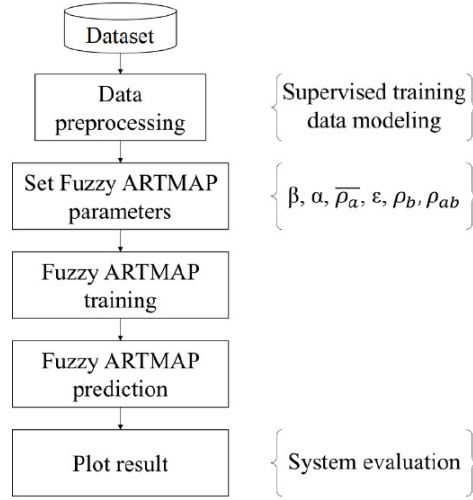 Dataset
Data
preprocessing
Supervised training
data modeling
Set Fuzzy ARTMAP
parameters
β, α, ρₐ̅, ε, ρ_b, ρ_ab
Fuzzy ARTMAP
training
Fuzzy ARTMAP
prediction
Plot result
System evaluation